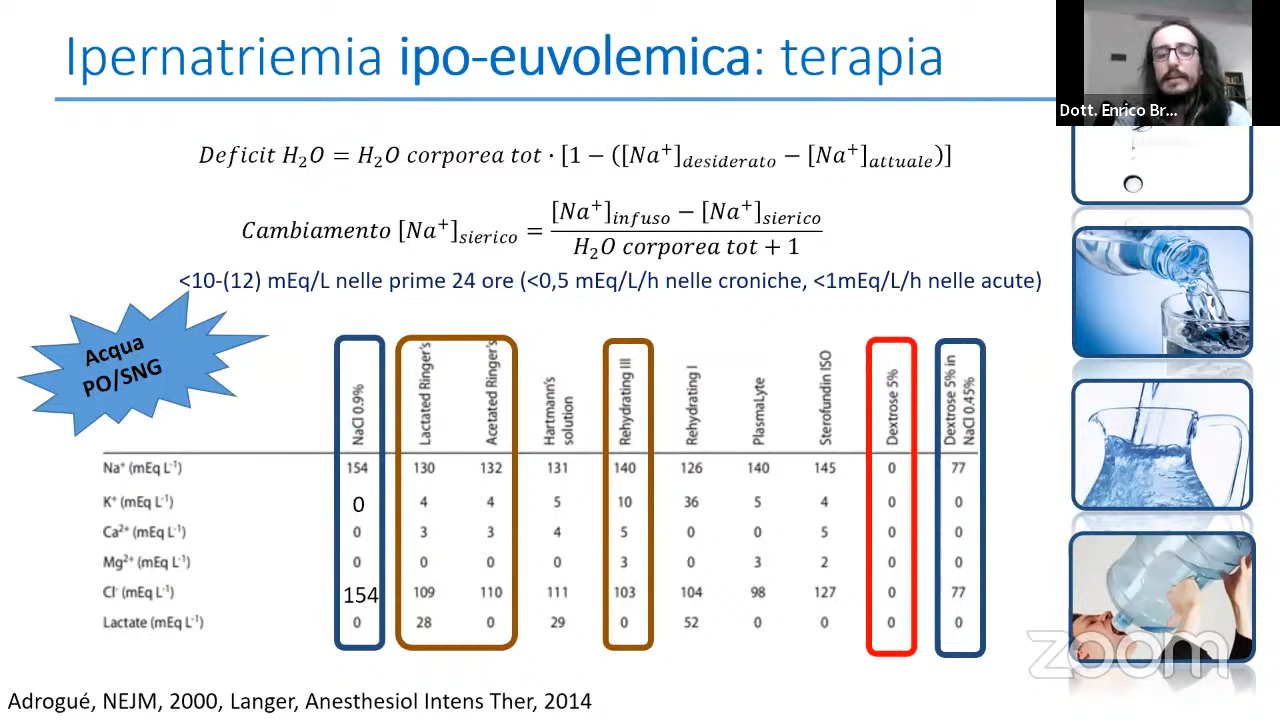 Ipernatriemia ipo-euvolemica: terapia
Dott. Enrico Br...
Deficit H₂O = H₂O corporea tot · [1 − ([Na⁺]desiderato − [Na⁺]attuale)]
Cambiamento [Na⁺]sierico = [Na⁺]infuso − [Na⁺]sierico / H₂O corporea tot + 1
<10-(12) mEq/L nelle prime 24 ore (<0,5 mEq/L/h nelle croniche, <1mEq/L/h nelle acute)
Acqua
PO/SNG
NaCl 0.9% Lactated Ringer's Acetated Ringer's Hartmann's solution Rehydrating III Rehydrating I PlasmaLyte Sterofundin ISO Dextrose 5% Dextrose 5% in NaCl 0.45%
Na⁺ (mEq L⁻¹) 154 130 132 131 140 126 140 145 0 77
K⁺ (mEq L⁻¹) 0 4 4 5 10 36 5 4 0 0
Ca²⁺ (mEq L⁻¹) 0 3 3 4 5 0 0 5 0 0
Mg²⁺ (mEq L⁻¹) 0 0 0 0 3 0 3 2 0 0
Cl⁻ (mEq L⁻¹) 154 109 110 111 103 104 98 127 0 77
Lactate (mEq L⁻¹) 0 28 0 29 0 52 0 0 0 0
zoom
Adrogué, NEJM, 2000, Langer, Anesthesiol Intens Ther, 2014